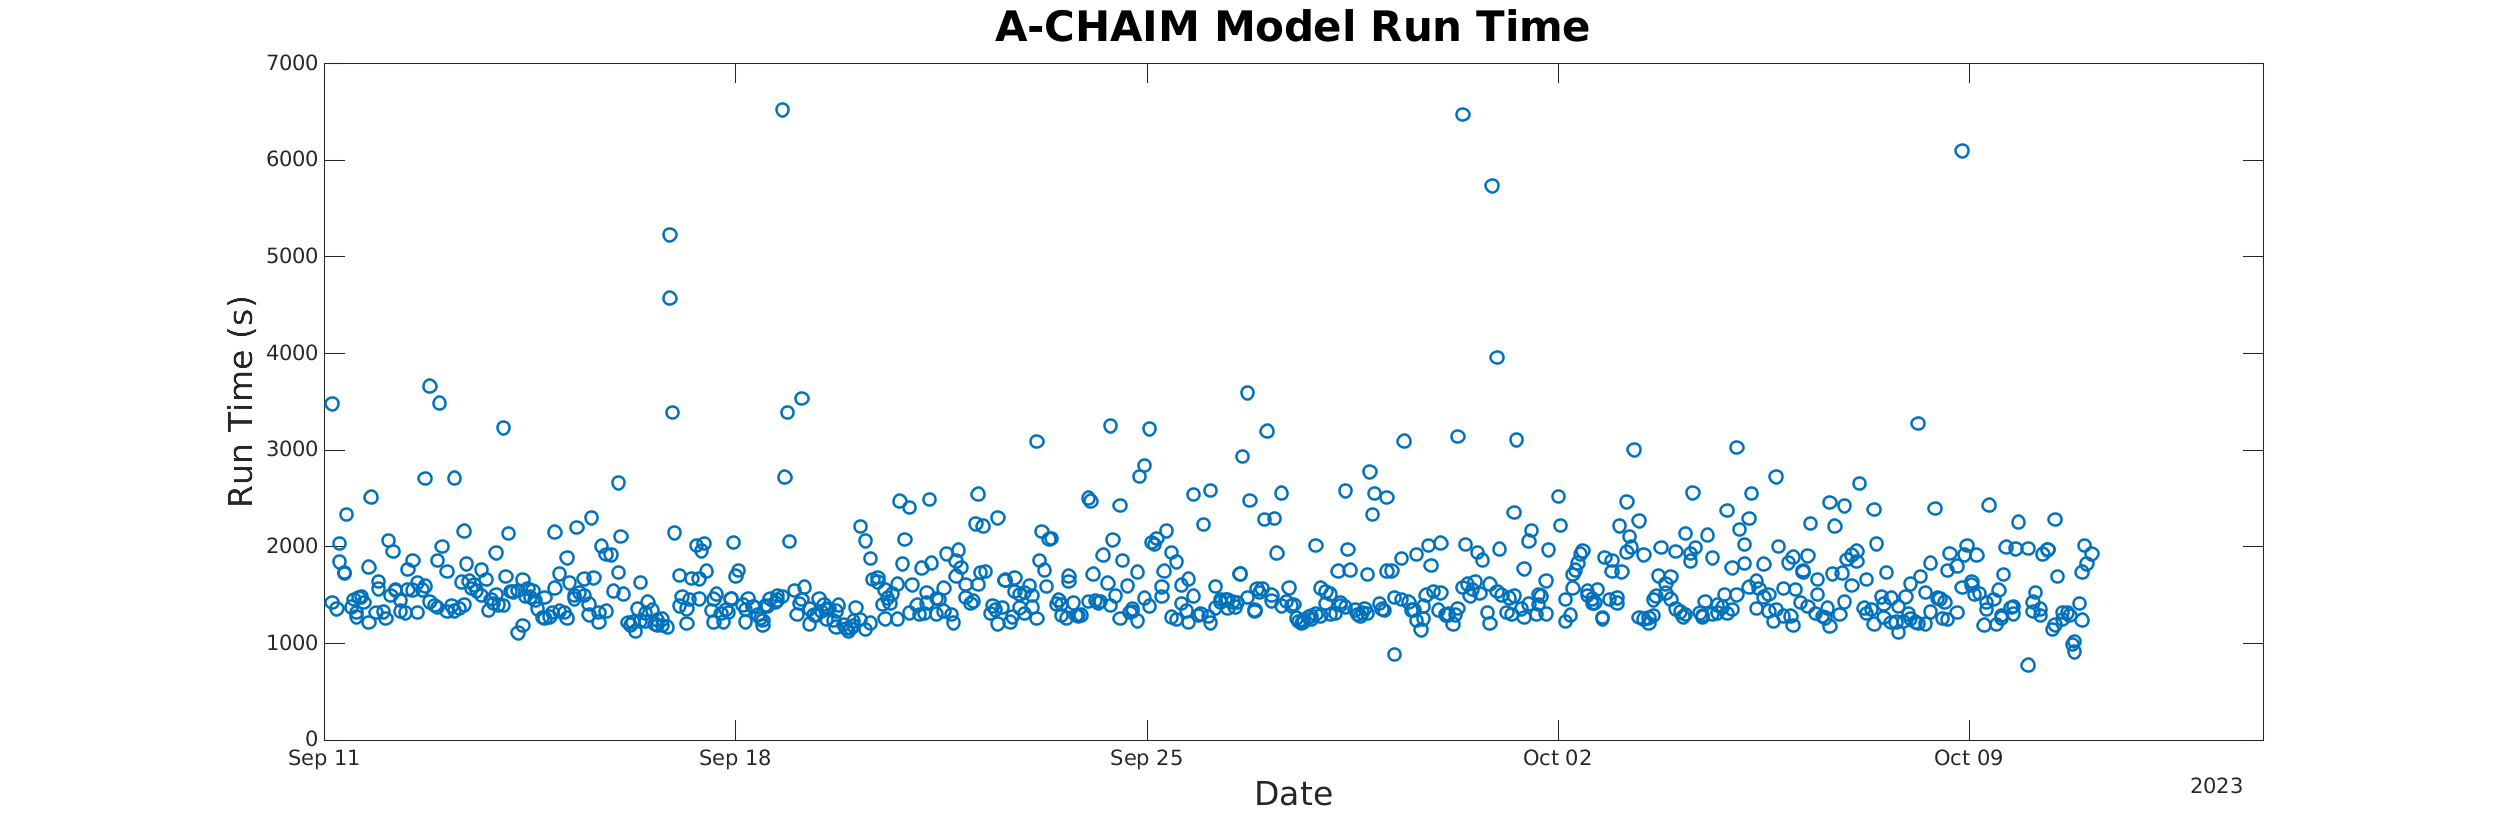 A-CHAIM Model Run Time
7000
6000
5000
4000
3000
2000
1000
0
Run Time (s)
Sep 11 Sep 18 Sep 25 Oct 02 Oct 09
2023
Date